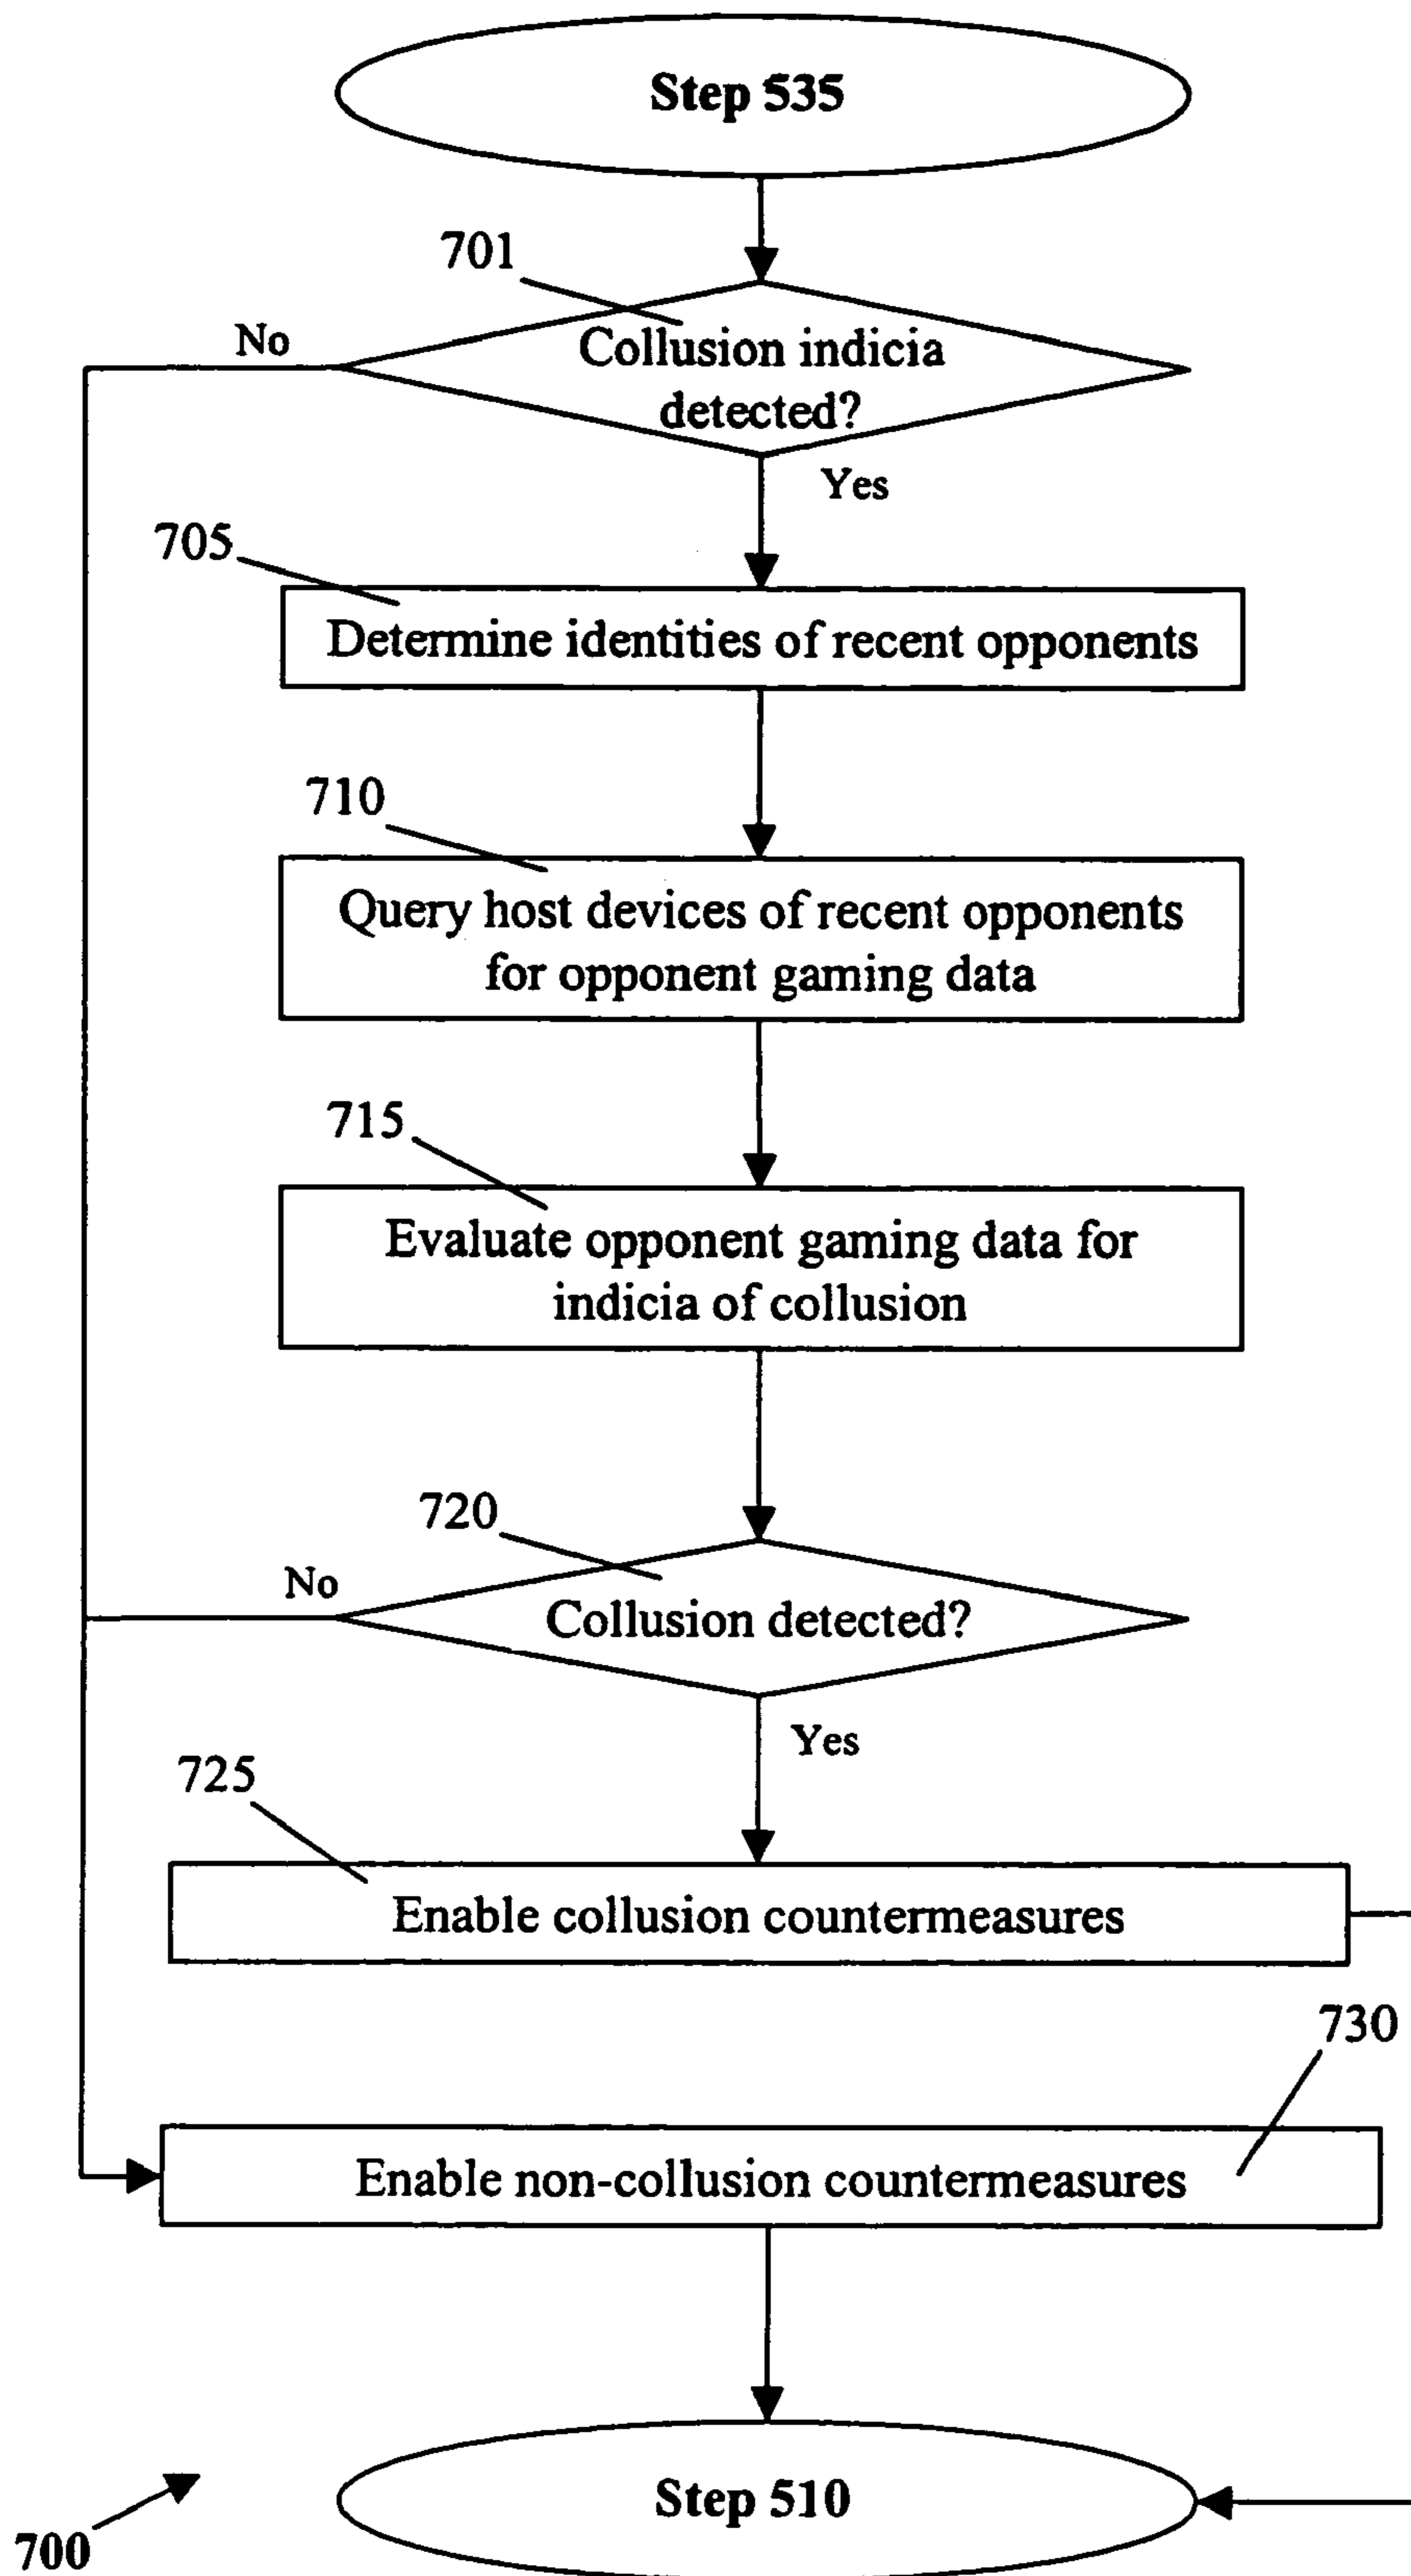 Step 535
701
No
Collusion indicia
detected?
Yes
705
Determine identities of recent opponents
710
Query host devices of recent opponents
for opponent gaming data
715
Evaluate opponent gaming data for
indicia of collusion
720
No
Collusion detected?
Yes
725
Enable collusion countermeasures
730
Enable non-collusion countermeasures
Step 510
700